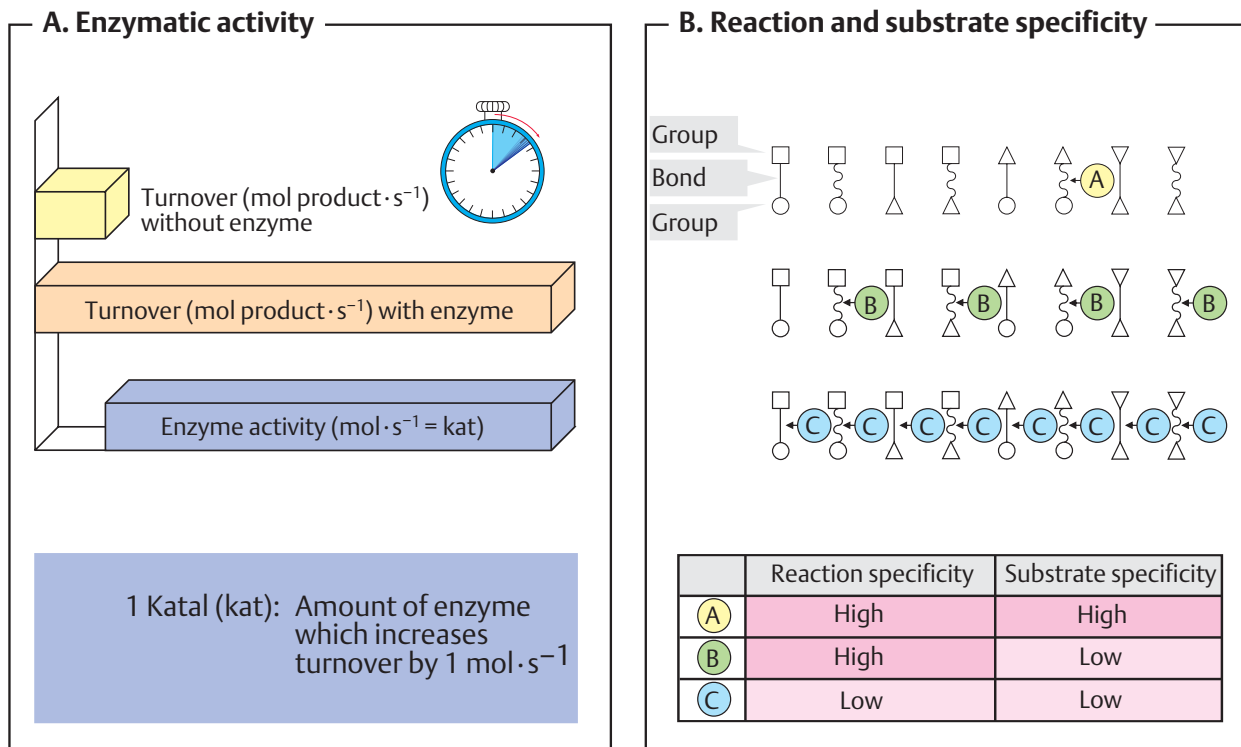 A. Enzymatic activity
Turnover (mol product · s⁻¹)
without enzyme
Turnover (mol product · s⁻¹) with enzyme
Enzyme activity (mol · s⁻¹ = kat)
1 Katal (kat): Amount of enzyme
which increases
turnover by 1 mol · s⁻¹
B. Reaction and substrate specificity
Group
Bond
Group
A
B B B B
C C C C C C C C
Reaction specificity Substrate specificity
A High High
B High Low
C Low Low